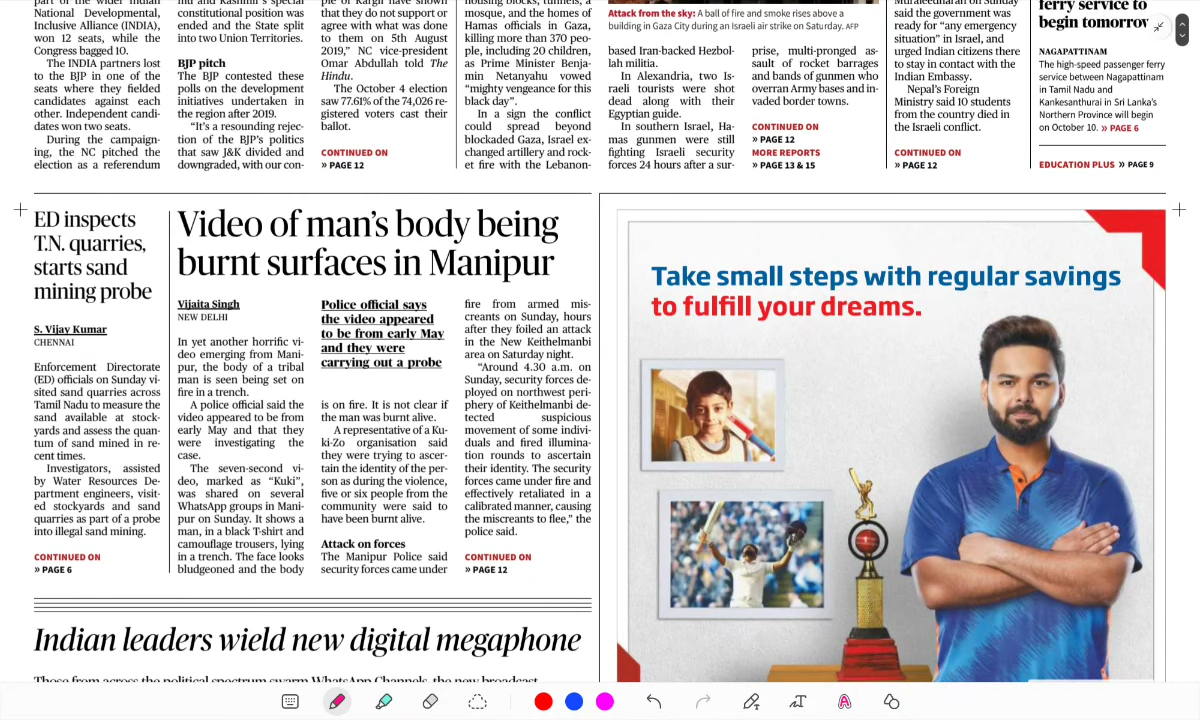 part of the wider Indian
National Developmental,
Inclusive Alliance (INDIA),
won 12 seats, while the
Congress bagged 10.
The INDIA partners lost
to the BJP in one of the
seats where they fielded
candidates against each
other. Independent candi-
dates won two seats.
During the campaign-
ing, the NC pitched the
election as a referendum
and Kashmir's special
constitutional position was
ended and the State split
into two Union Territories.
BJP pitch
The BJP contested these
polls on the development
initiatives undertaken in
the region after 2019.
“It's a resounding rejec-
tion of the BJP's politics
that saw J&K divided and
downgraded, with our con-
ple of Kargil have shown
that they do not support or
agree with what was done
to them on 5th August
2019,” NC vice-president
Omar Abdullah told The
Hindu.
The October 4 election
saw 77.61% of the 74,026 re-
gistered voters cast their
ballot.
CONTINUED ON
» PAGE 12
housing blocks, tunnels, a
mosque, and the homes of
Hamas officials in Gaza,
killing more than 370 peo-
ple, including 20 children,
as Prime Minister Benja-
min Netanyahu vowed
“mighty vengeance for this
black day”.
In a sign the conflict
could spread beyond
blockaded Gaza, Israel ex-
changed artillery and rock-
et fire with the Lebanon-
Attack from the sky: A ball of fire and smoke rises above a
building in Gaza City during an Israeli air strike on Saturday. AFP
based Iran-backed Hezbol-
lah militia.
In Alexandria, two Is-
raeli tourists were shot
dead along with their
Egyptian guide.
In southern Israel, Ha-
mas gunmen were still
fighting Israeli security
forces 24 hours after a sur-
prise, multi-pronged as-
sault of rocket barrages
and bands of gunmen who
overran Army bases and in-
vaded border towns.
CONTINUED ON
» PAGE 12
MORE REPORTS
» PAGE 13 & 15
Muraleedharan on Sunday
said the government was
ready for “any emergency
situation” in Israel, and
urged Indian citizens there
to stay in contact with the
Indian Embassy.
Nepal's Foreign
Ministry said 10 students
from the country died in
the Israeli conflict.
CONTINUED ON
» PAGE 12
ferry service to
begin tomorrow
NAGAPATTINAM
The high-speed passenger ferry
service between Nagapattinam
in Tamil Nadu and
Kankesanthurai in Sri Lanka's
Northern Province will begin
on October 10. » PAGE 6
EDUCATION PLUS » PAGE 9
ED inspects
T.N. quarries,
starts sand
mining probe
S. Vijay Kumar
CHENNAI
Enforcement Directorate
(ED) officials on Sunday vi-
sited sand quarries across
Tamil Nadu to measure the
sand available at stock-
yards and assess the quan-
tum of sand mined in re-
cent times.
Investigators, assisted
by Water Resources De-
partment engineers, visit-
ed stockyards and sand
quarries as part of a probe
into illegal sand mining.
CONTINUED ON
» PAGE 6
Video of man's body being
burnt surfaces in Manipur
Vijaita Singh
NEW DELHI
In yet another horrific vi-
deo emerging from Mani-
pur, the body of a tribal
man is seen being set on
fire in a trench.
A police official said the
video appeared to be from
early May and that they
were investigating the
case.
The seven-second vi-
deo, marked as “Kuki”,
was shared on several
WhatsApp groups in Mani-
pur on Sunday. It shows a
man, in a black T-shirt and
camouflage trousers, lying
in a trench. The face looks
bludgeoned and the body
Police official says
the video appeared
to be from early May
and they were
carrying out a probe
is on fire. It is not clear if
the man was burnt alive.
A representative of a Ku-
ki-Zo organisation said
they were trying to ascer-
tain the identity of the per-
son as during the violence,
five or six people from the
community were said to
have been burnt alive.
Attack on forces
The Manipur Police said
security forces came under
fire from armed mis-
creants on Sunday, hours
after they foiled an attack
in the New Keithelmanbi
area on Saturday night.
“Around 4.30 a.m. on
Sunday, security forces de-
ployed on northwest peri-
phery of Keithelmanbi de-
tected suspicious
movement of some indivi-
duals and fired illumina-
tion rounds to ascertain
their identity. The security
forces came under fire and
effectively retaliated in a
calibrated manner, causing
the miscreants to flee,” the
police said.
CONTINUED ON
» PAGE 12
Take small steps with regular savings
to fulfill your dreams.
Indian leaders wield new digital megaphone
Those from across the political spectrum swarm WhatsApp Channels, the new broadcast